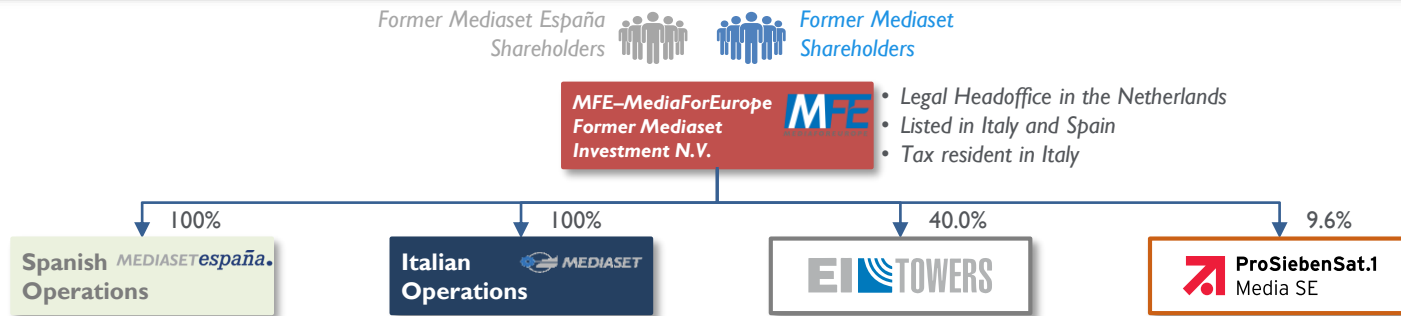 Former Mediaset España
Shareholders
Former Mediaset
Shareholders
MFE–MediaForEurope
Former Mediaset
Investment N.V.
MFE
• Legal Headoffice in the Netherlands
• Listed in Italy and Spain
• Tax resident in Italy
100%
100%
40.0%
9.6%
Spanish
Operations
MEDIASETespaña.
Italian
Operations
MEDIASET
EI TOWERS
ProSiebenSat.1
Media SE